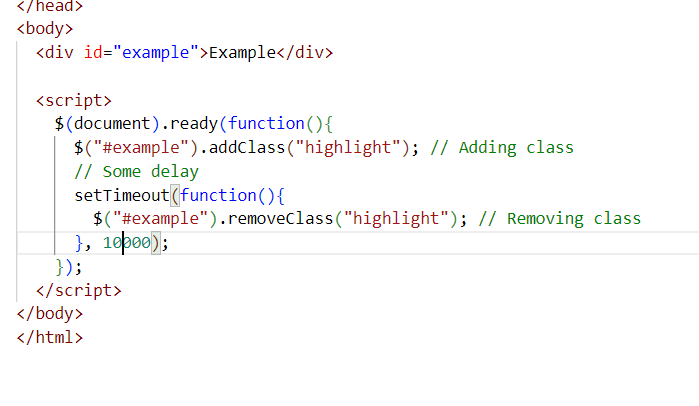 </head>
<body>
<div id="example">Example</div>
<script>
$(document).ready(function(){
$("#example").addClass("highlight"); // Adding class
// Some delay
setTimeout(function(){
$("#example").removeClass("highlight"); // Removing class
}, 10000);
});
</script>
</body>
</html>